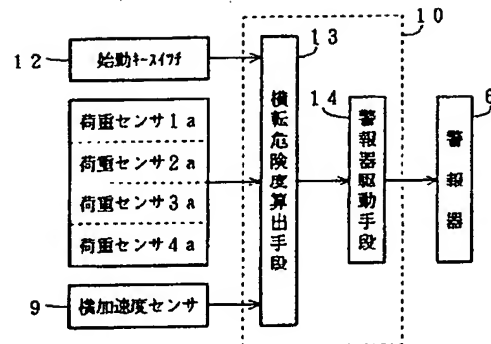 10
13
12
始動キースイッチ
荷重センサ1a
荷重センサ2a
荷重センサ3a
荷重センサ4a
9
横加速度センサ
横転危険度算出手段
14
警報器駆動手段
6
警報器